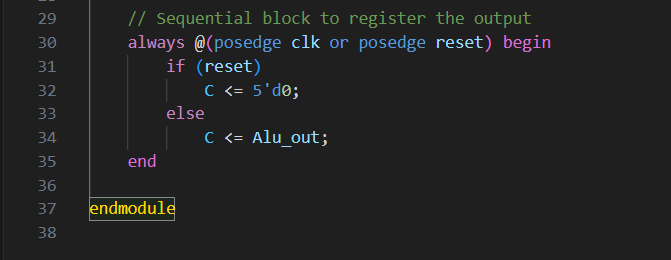 29 // Sequential block to register the output
30 always @(posedge clk or posedge reset) begin
31 if (reset)
32 C <= 5'd0;
33 else
34 C <= Alu_out;
35 end
36
37 endmodule
38